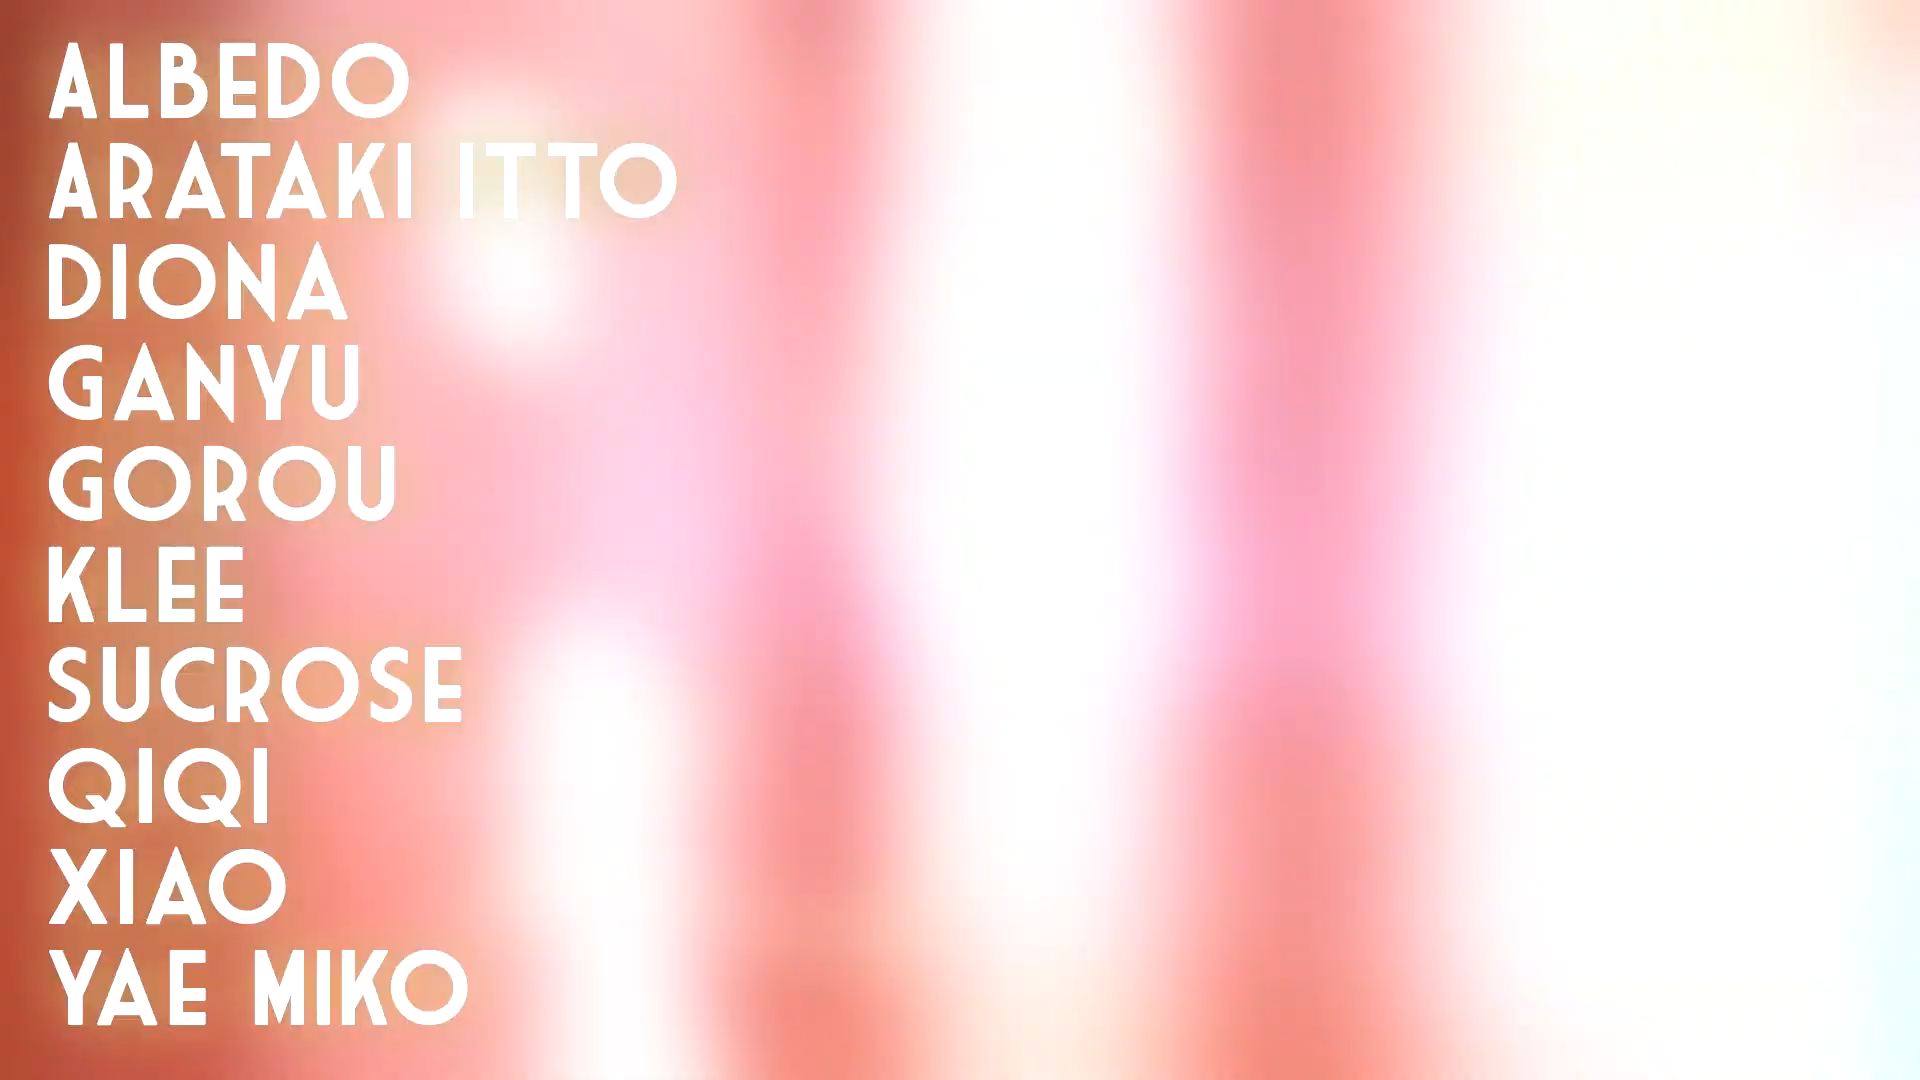 ALBEDO
ARATAKI ITTO
DIONA
GANYU
GOROU
KLEE
SUCROSE
QIQI
XIAO
YAE MIKO